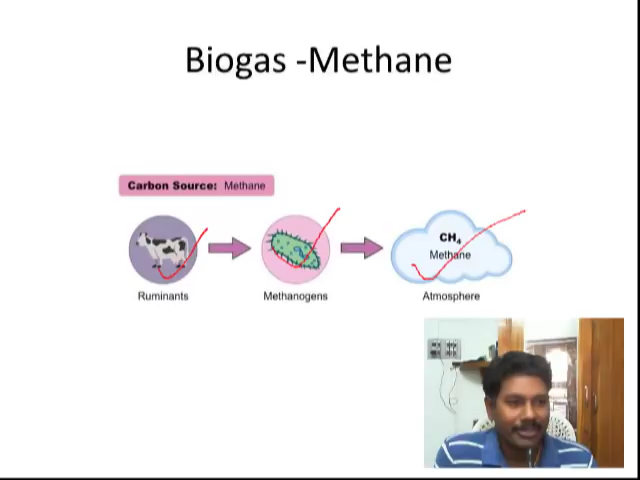 Biogas -Methane
Carbon Source: Methane
CH₄
Methane
Ruminants
Methanogens
Atmosphere